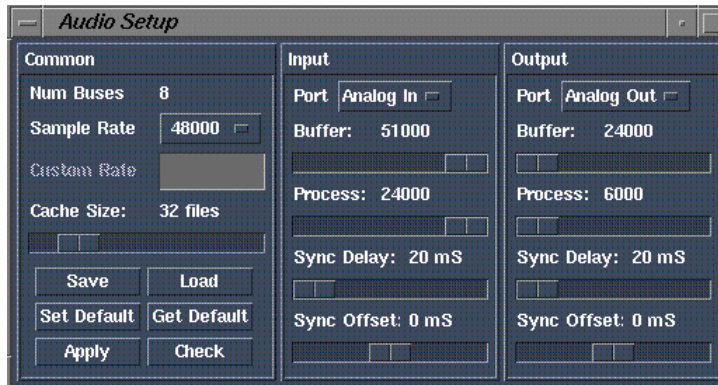 Audio Setup
Common
Num Buses 8
Sample Rate 48000
Custom Rate
Cache Size: 32 files
Save Load
Set Default Get Default
Apply Check
Input
Port Analog In
Buffer: 51000
Process: 24000
Sync Delay: 20 mS
Sync Offset: 0 mS
Output
Port Analog Out
Buffer: 24000
Process: 6000
Sync Delay: 20 mS
Sync Offset: 0 mS